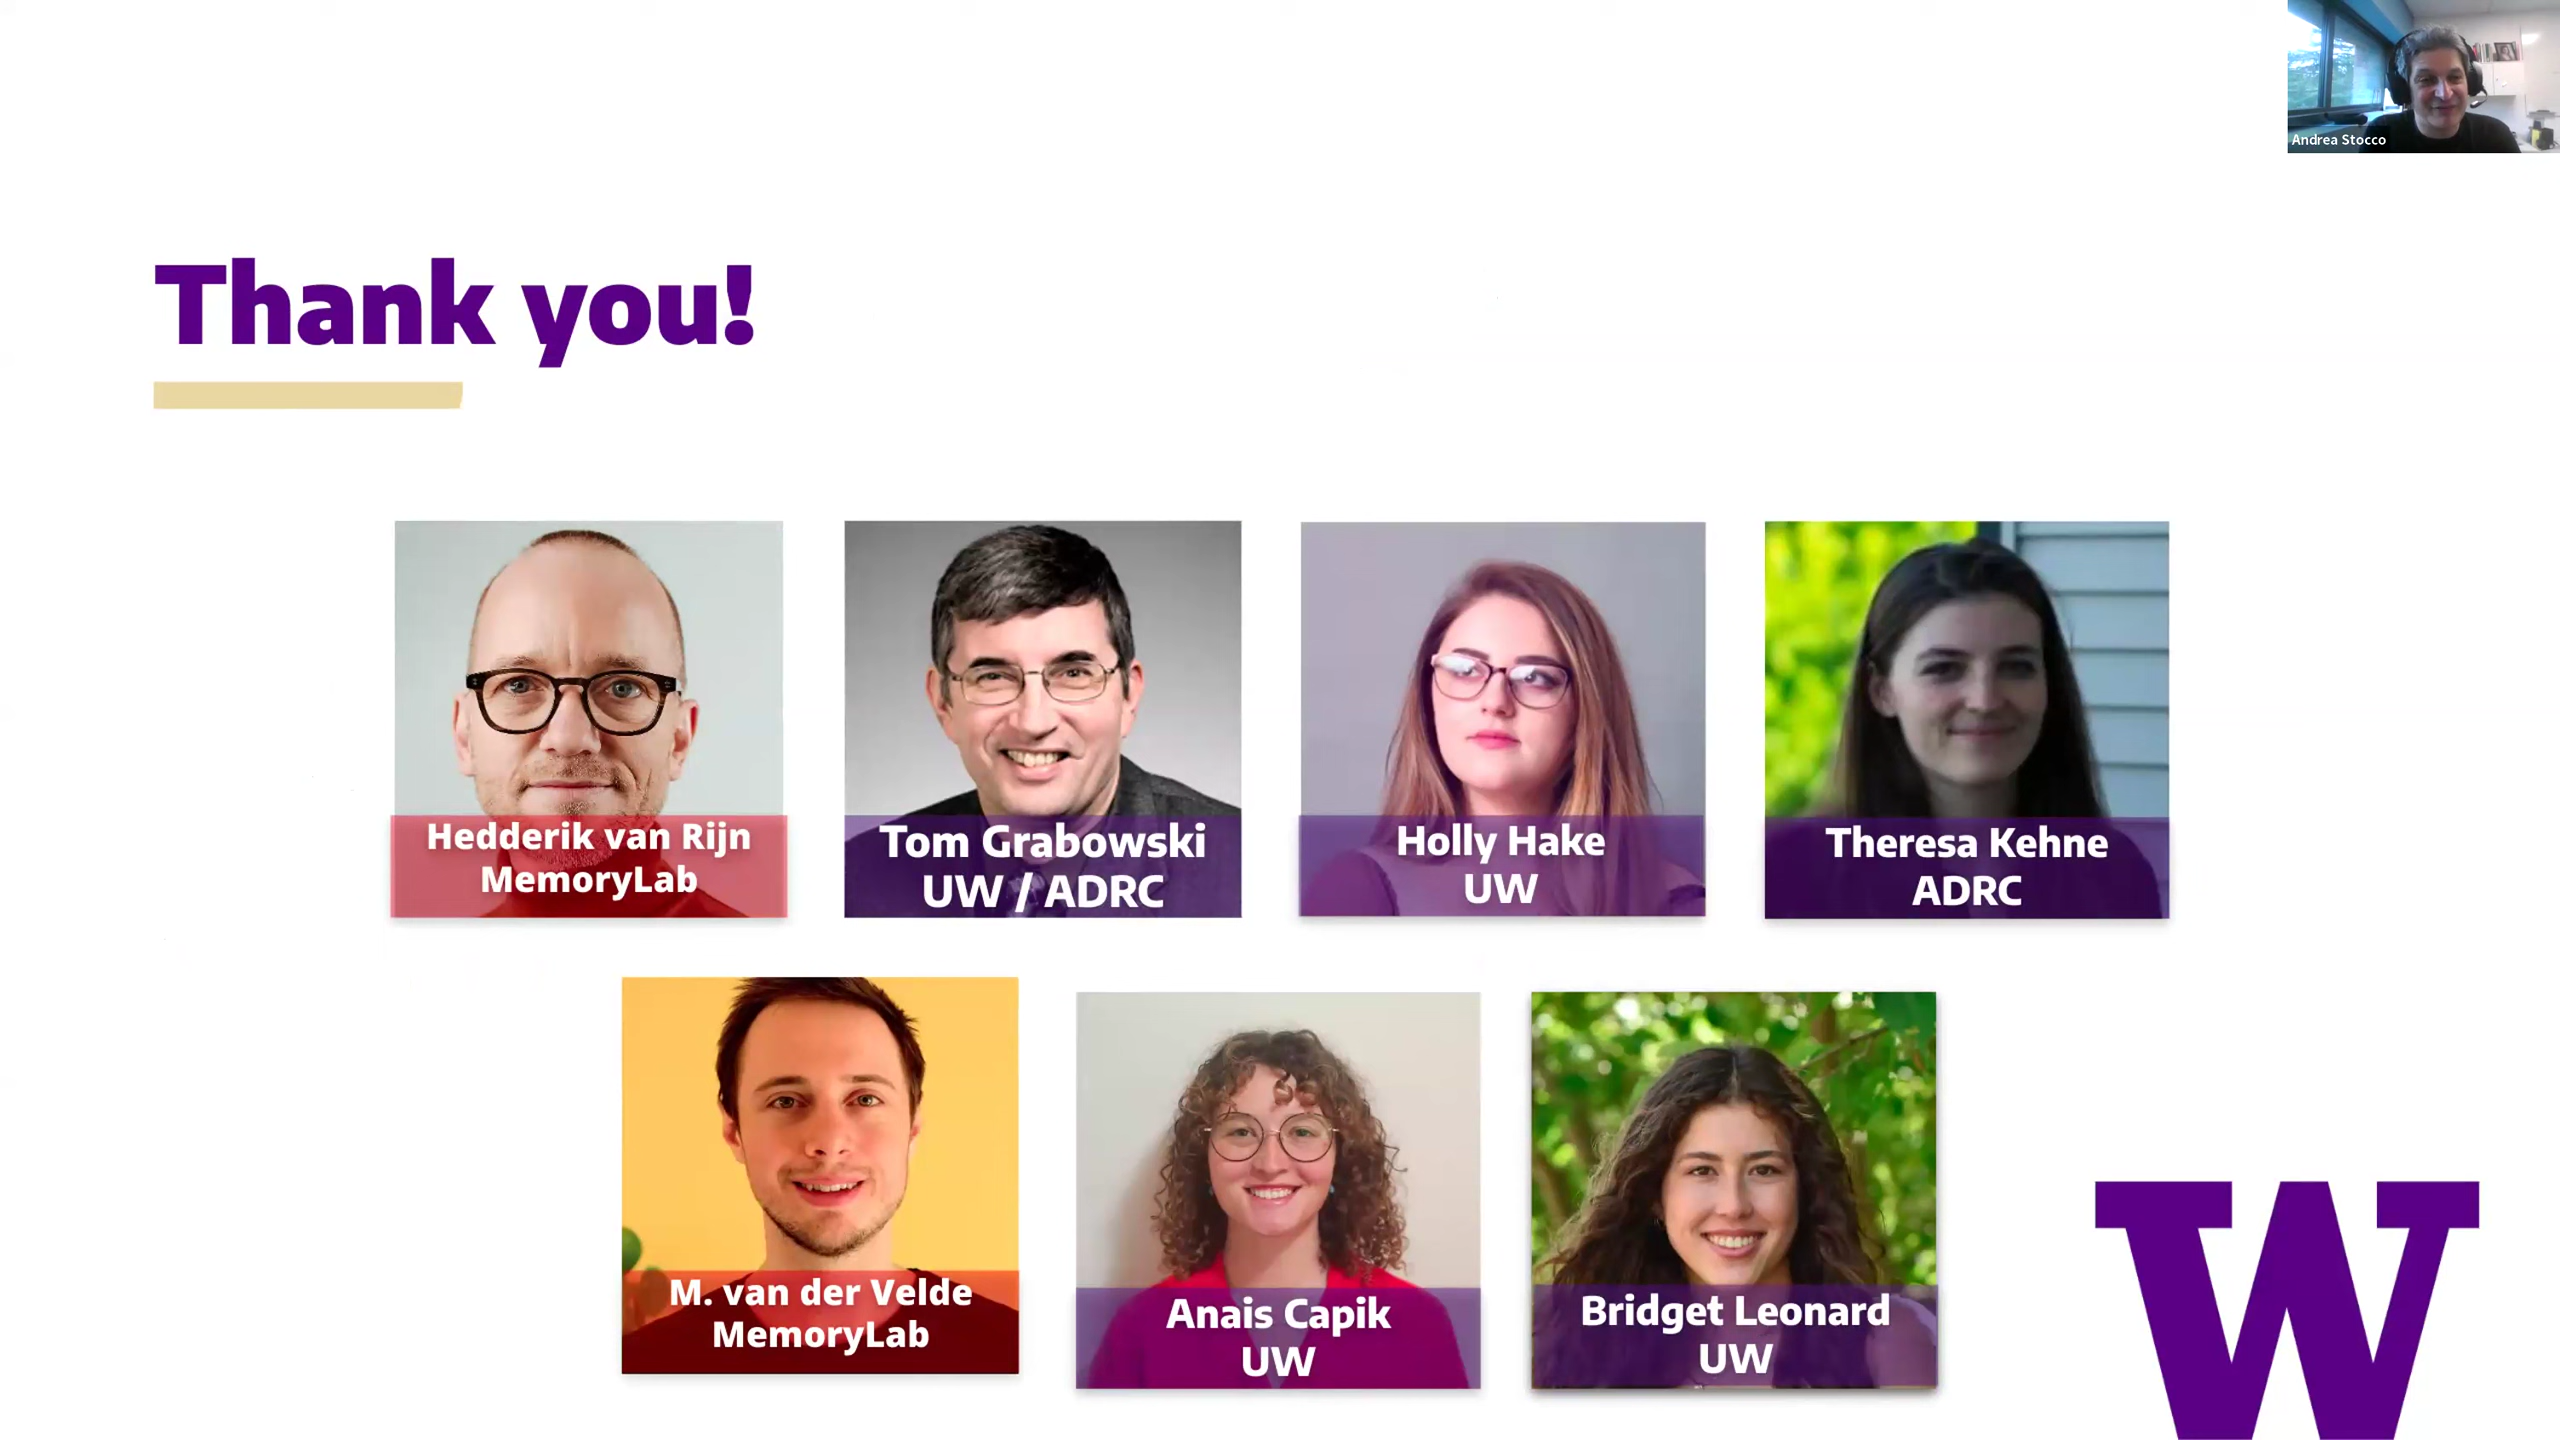 Andrea Stocco
Thank you!
Hedderik van Rijn
MemoryLab
Tom Grabowski
UW / ADRC
Holly Hake
UW
Theresa Kehne
ADRC
M. van der Velde
MemoryLab
Anais Capik
UW
Bridget Leonard
UW
W